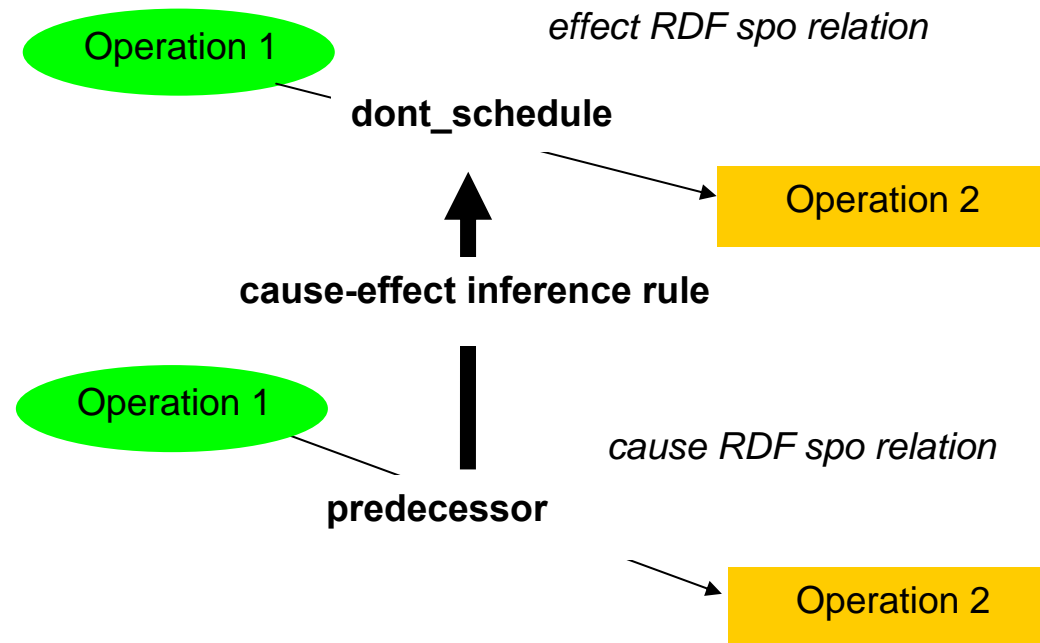 effect RDF spo relation
Operation 1
dont_schedule
Operation 2
cause-effect inference rule
Operation 1
cause RDF spo relation
predecessor
Operation 2